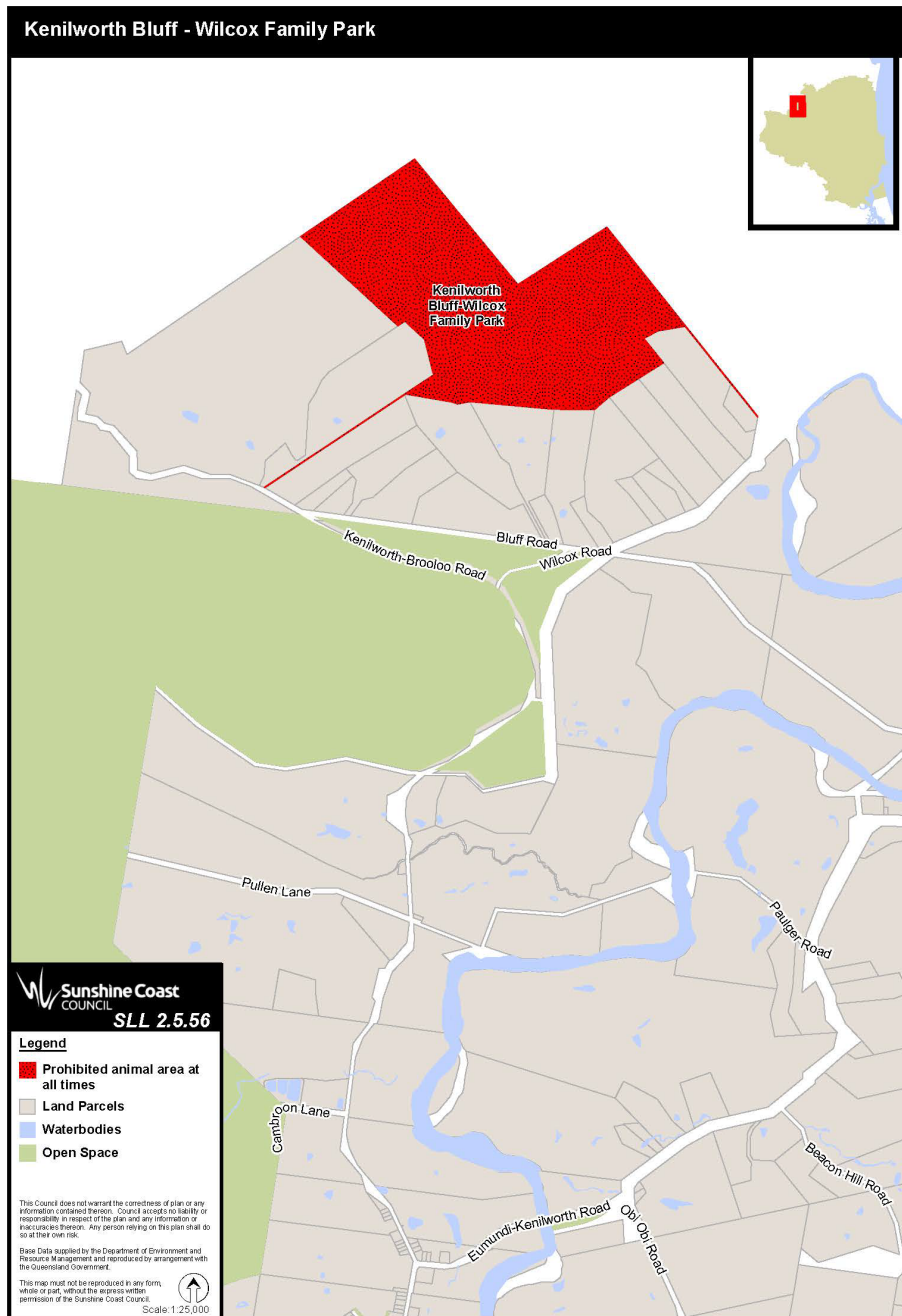 Kenilworth Bluff - Wilcox Family Park
Kenilworth
Bluff-Wilcox
Family Park
Bluff Road
Kenilworth-Brooloo Road
Wilcox Road
Pullen Lane
Paulger Road
Cambroon Lane
Beacon Hill Road
Eumundi-Kenilworth Road
Obi Obi Road
Sunshine Coast
COUNCIL
SLL 2.5.56
Legend
Prohibited animal area at
all times
Land Parcels
Waterbodies
Open Space
This Council does not warrant the correctness of plan or any
information contained thereon. Council accepts no liability or
responsibility in respect of the plan and any information or
inaccuracies thereon. Any person relying on this plan shall do
so at their own risk.
Base Data supplied by the Department of Environment and
Resource Management and reproduced by arrangement with
the Queensland Government.
This map must not be reproduced in any form,
whole or part, without the express written
permission of the Sunshine Coast Council.
Scale: 1:25,000